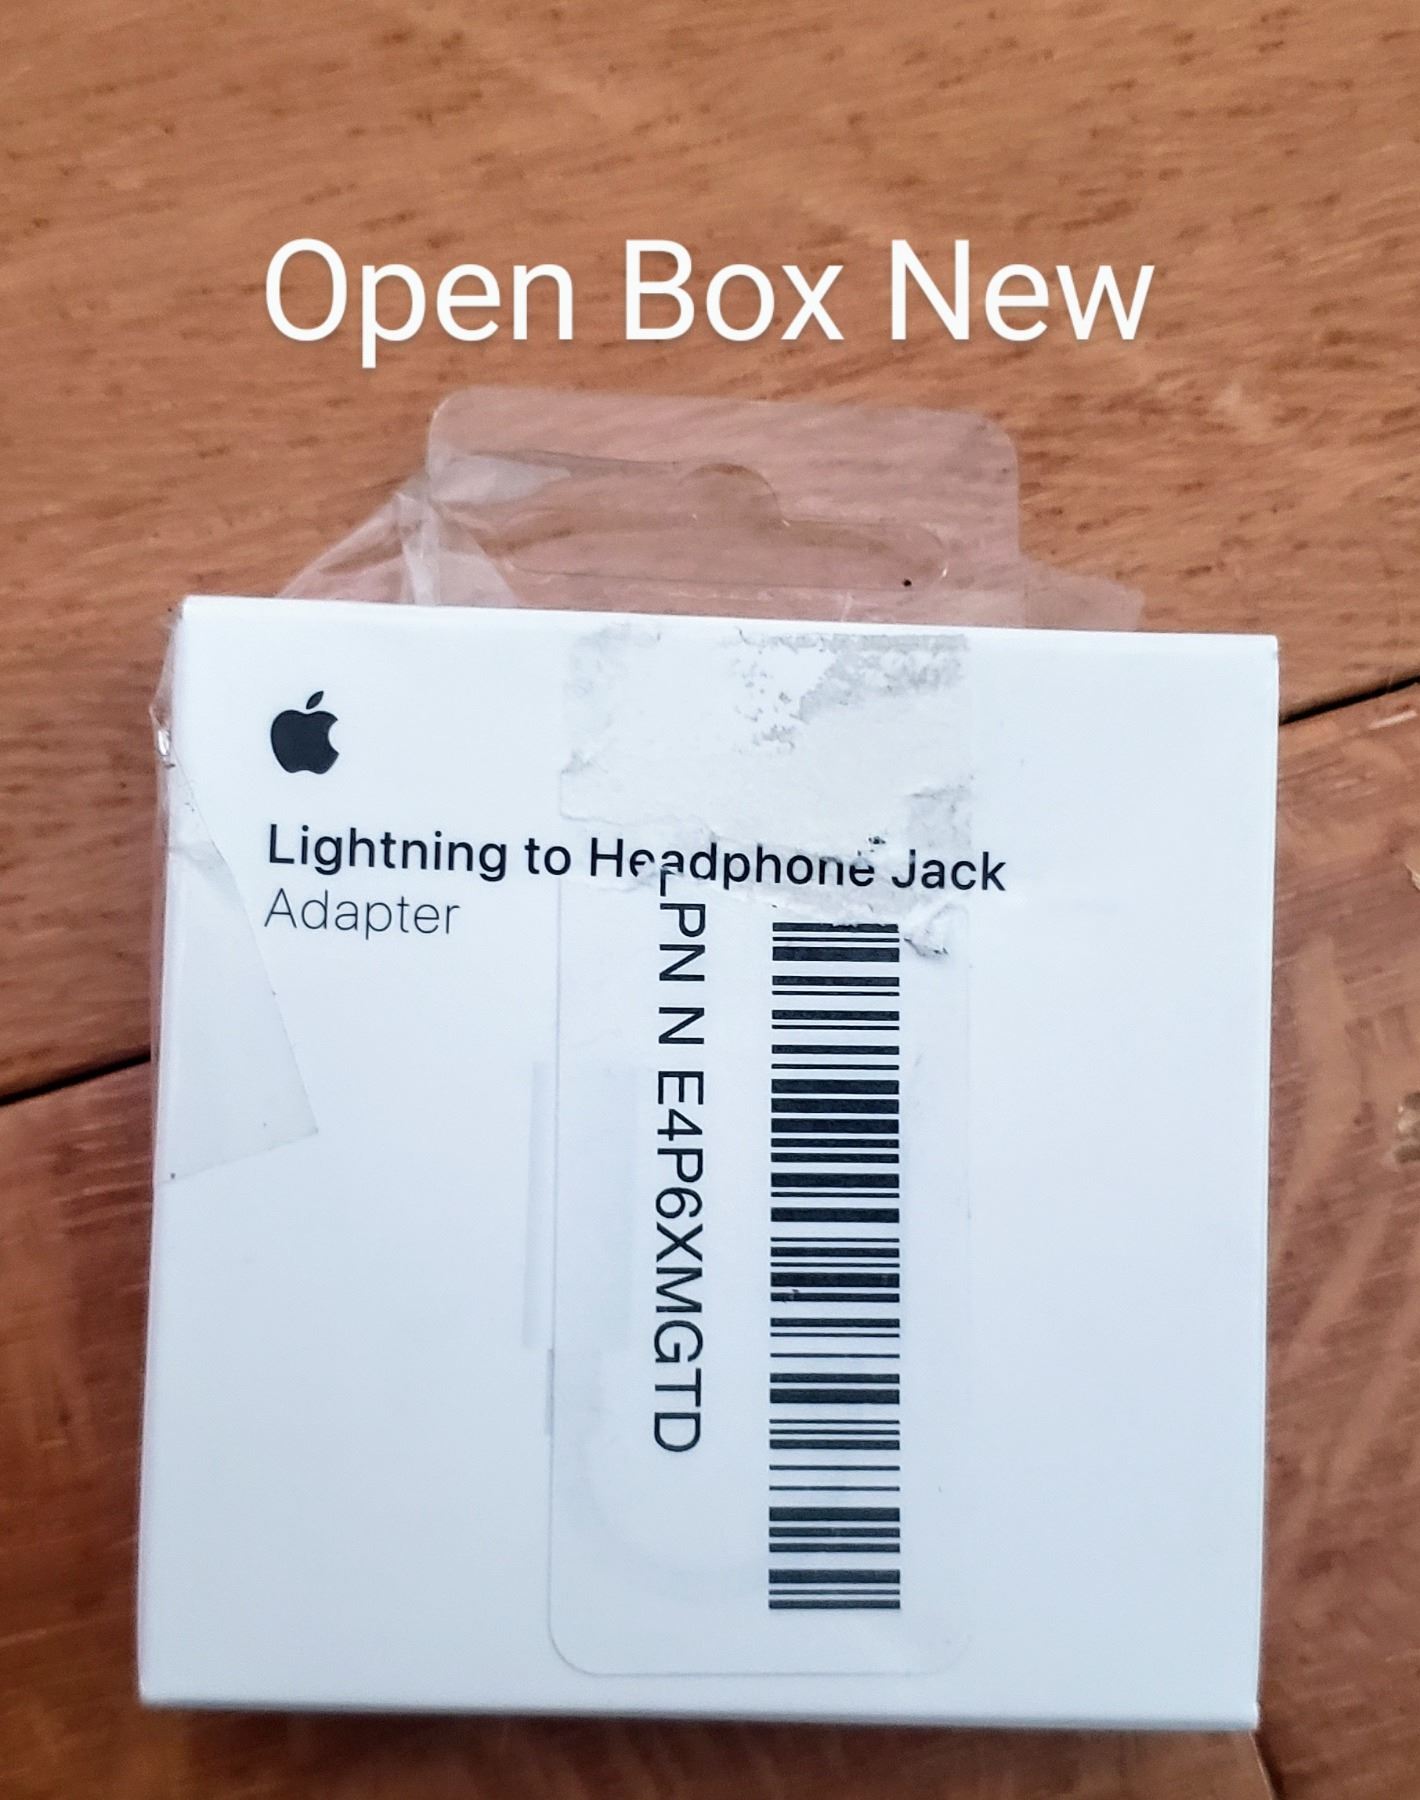 Open Box New
Lightning to Headphone Jack
Adapter
LPN N E4P6XMGTD